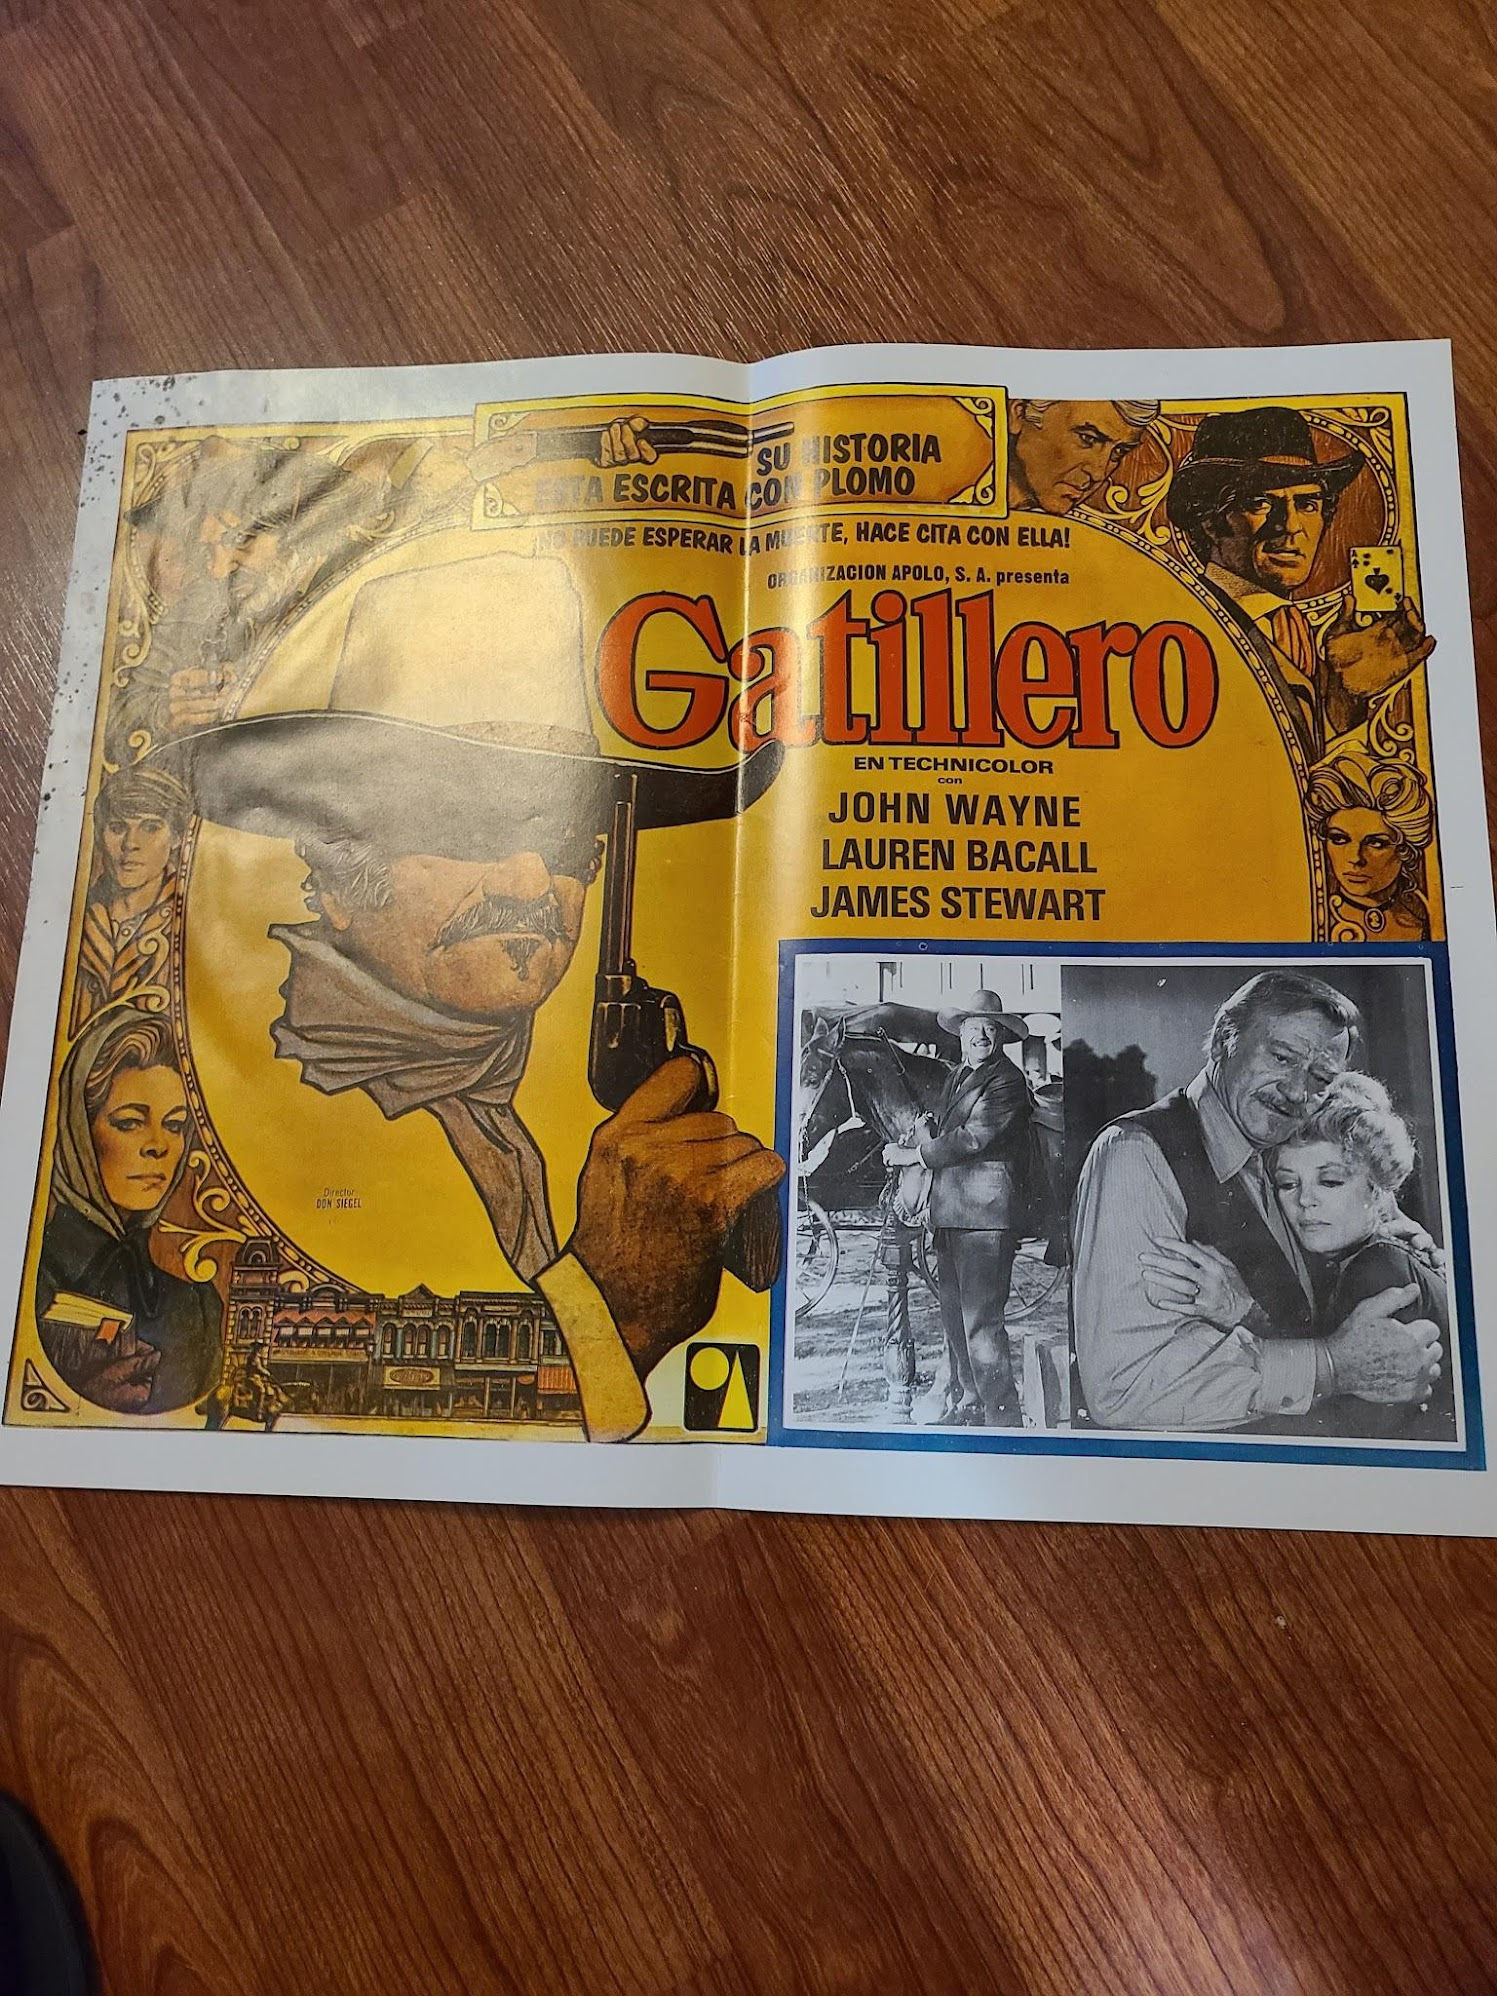 SU HISTORIA
ESTA ESCRITA CON PLOMO
NO PUEDE ESPERAR LA MUERTE, HACE CITA CON ELLA!
ORGANIZACION APOLO, S. A. presenta
Gatillero
EN TECHNICOLOR
con
JOHN WAYNE
LAUREN BACALL
JAMES STEWART
Director
DON SIEGEL